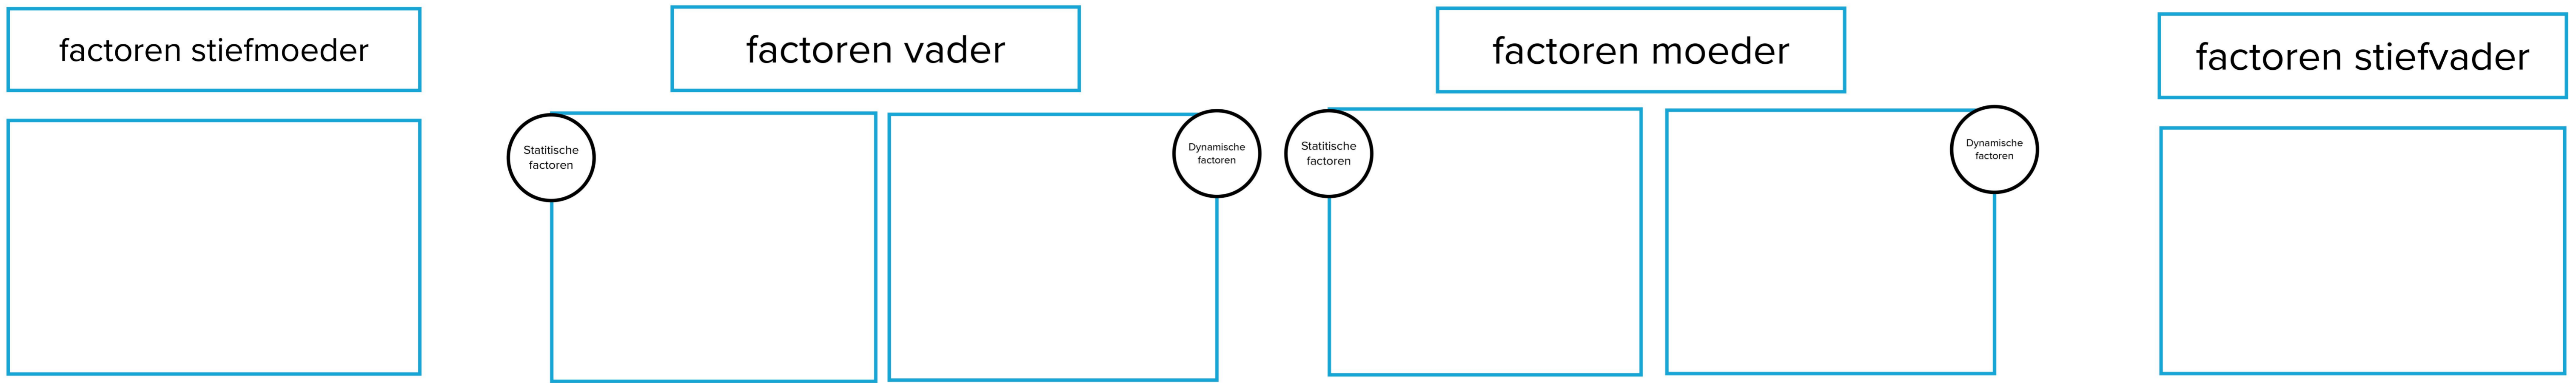 factoren stiefmoeder
factoren vader
factoren moeder
factoren stiefvader
Statitische
factoren
Dynamische
factoren
Statitische
factoren
Dynamische
factoren